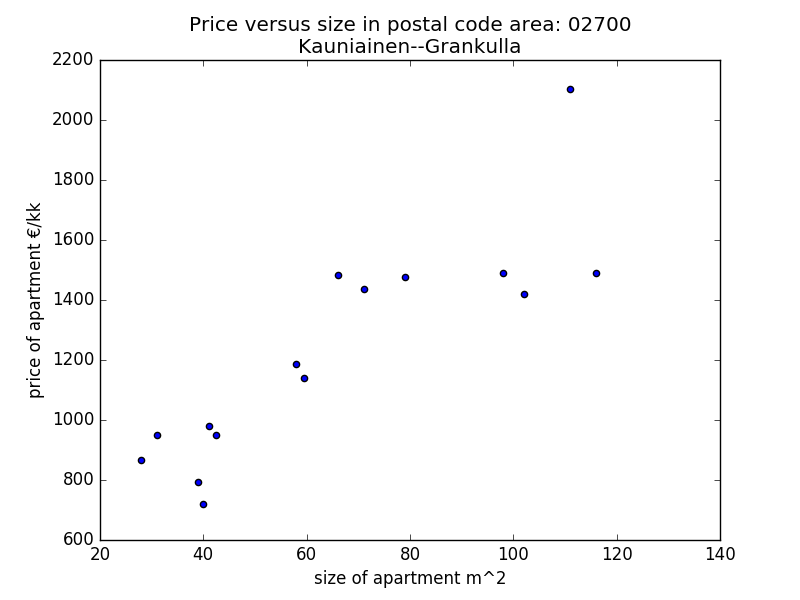 Price versus size in postal code area: 02700
Kauniainen--Grankulla
2200
2000
1800
1600
1400
1200
1000
800
600
price of apartment €/kk
20 40 60 80 100 120 140
size of apartment m^2